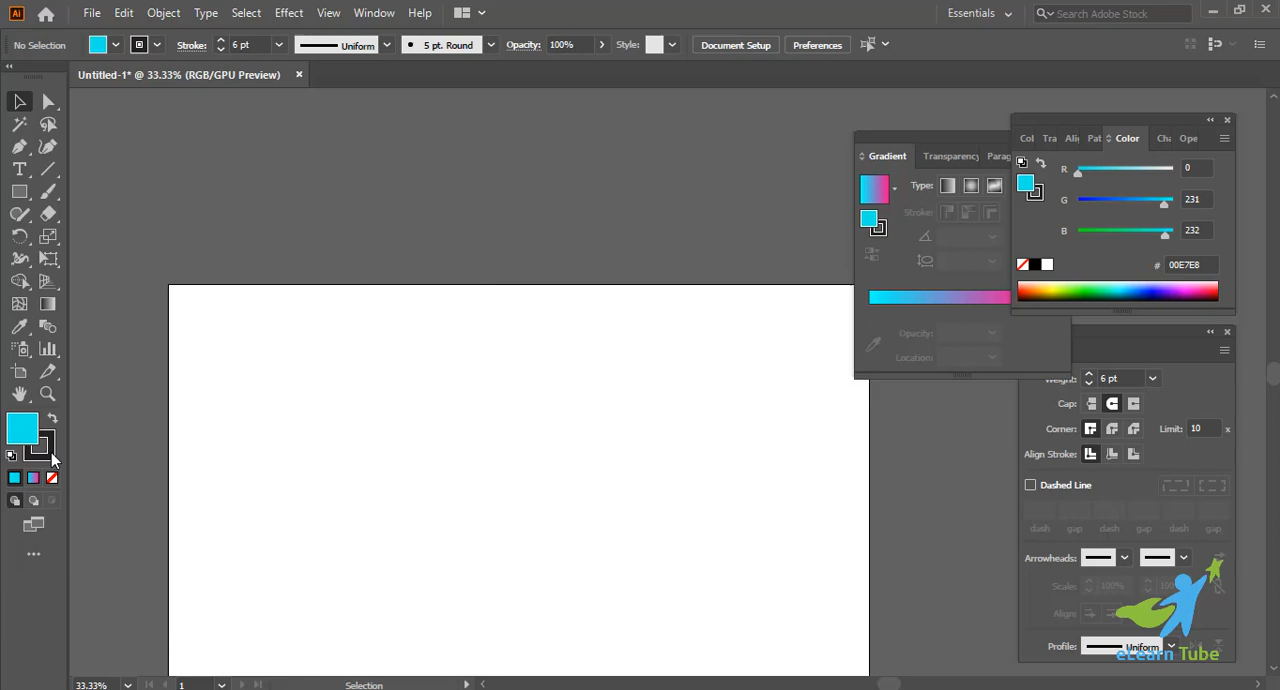 Ai File Edit Object Type Select Effect View Window Help Essentials Search Adobe Stock
No Selection Stroke: 6 pt Uniform 5 pt. Round Opacity: 100% Style: Document Setup Preferences
Untitled-1* @ 33.33% (RGB/GPU Preview)
Col Tra Ali Pat Color Cha Ope
R 0
G 231
B 232
# 00E7E8
Gradient Transparency Parag
Type:
Stroke:
Opacity:
Location:
Weight: 6 pt
Cap:
Corner: Limit: 10 x
Align Stroke:
Dashed Line
dash gap dash gap dash gap
Arrowheads:
Scale: 100% 100
Align:
Profile: Uniform
eLearn Tube
33.33% 1 Selection